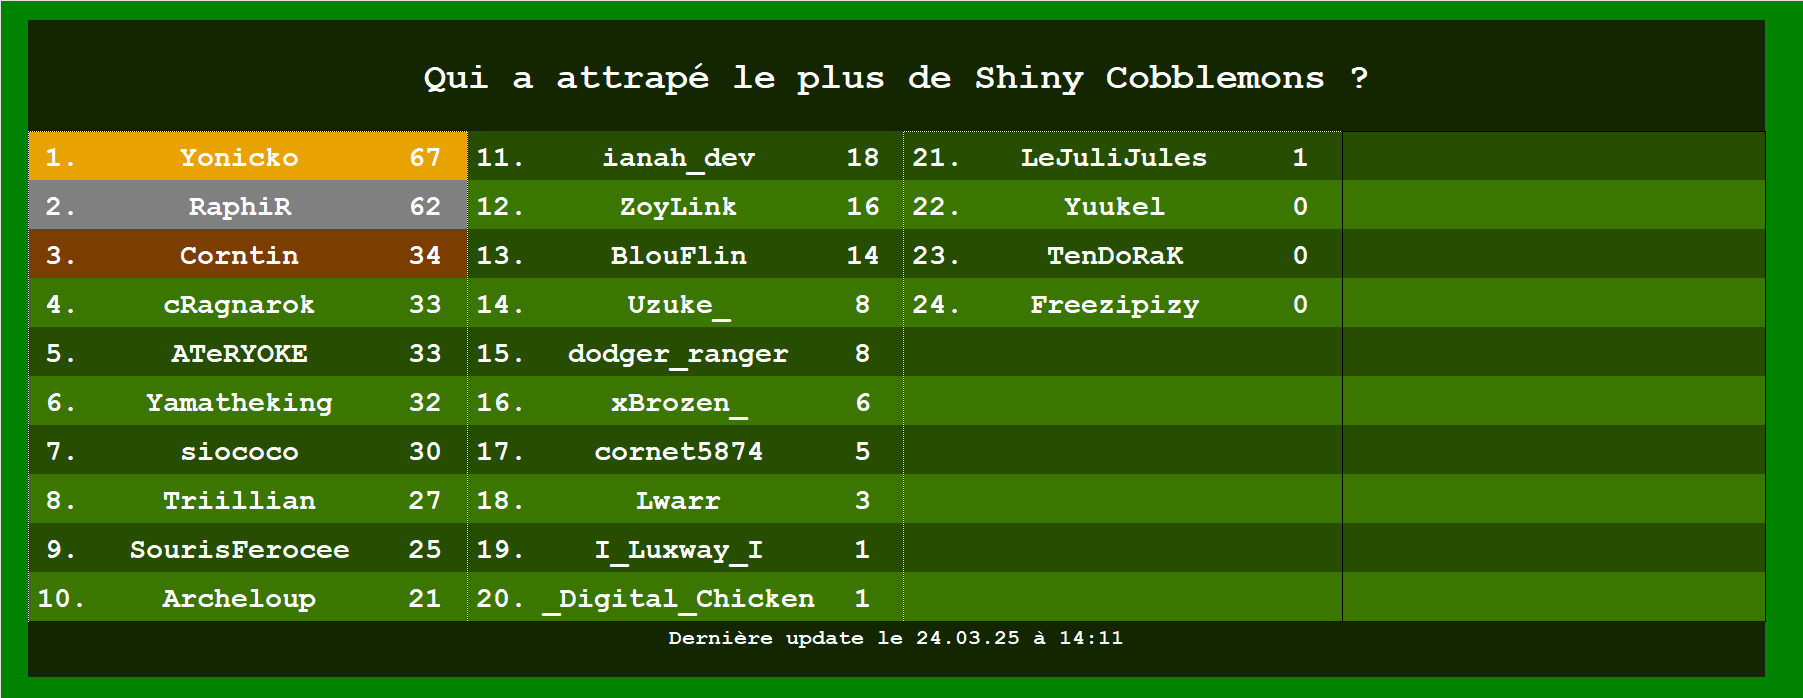 Qui a attrapé le plus de Shiny Cobblemons ?
1. Yonicko 67
2. RaphiR 62
3. Corntin 34
4. cRagnarok 33
5. ATeRYOKE 33
6. Yamatheking 32
7. siococo 30
8. Triillian 27
9. SourisFerocee 25
10. Archeloup 21
11. ianah_dev 18
12. ZoyLink 16
13. BlouFlin 14
14. Uzuke_ 8
15. dodger_ranger 8
16. xBrozen_ 6
17. cornet5874 5
18. Lwarr 3
19. I_Luxway_I 1
20. _Digital_Chicken 1
21. LeJuliJules 1
22. Yuukel 0
23. TenDoRaK 0
24. Freezipizy 0
Dernière update le 24.03.25 à 14:11